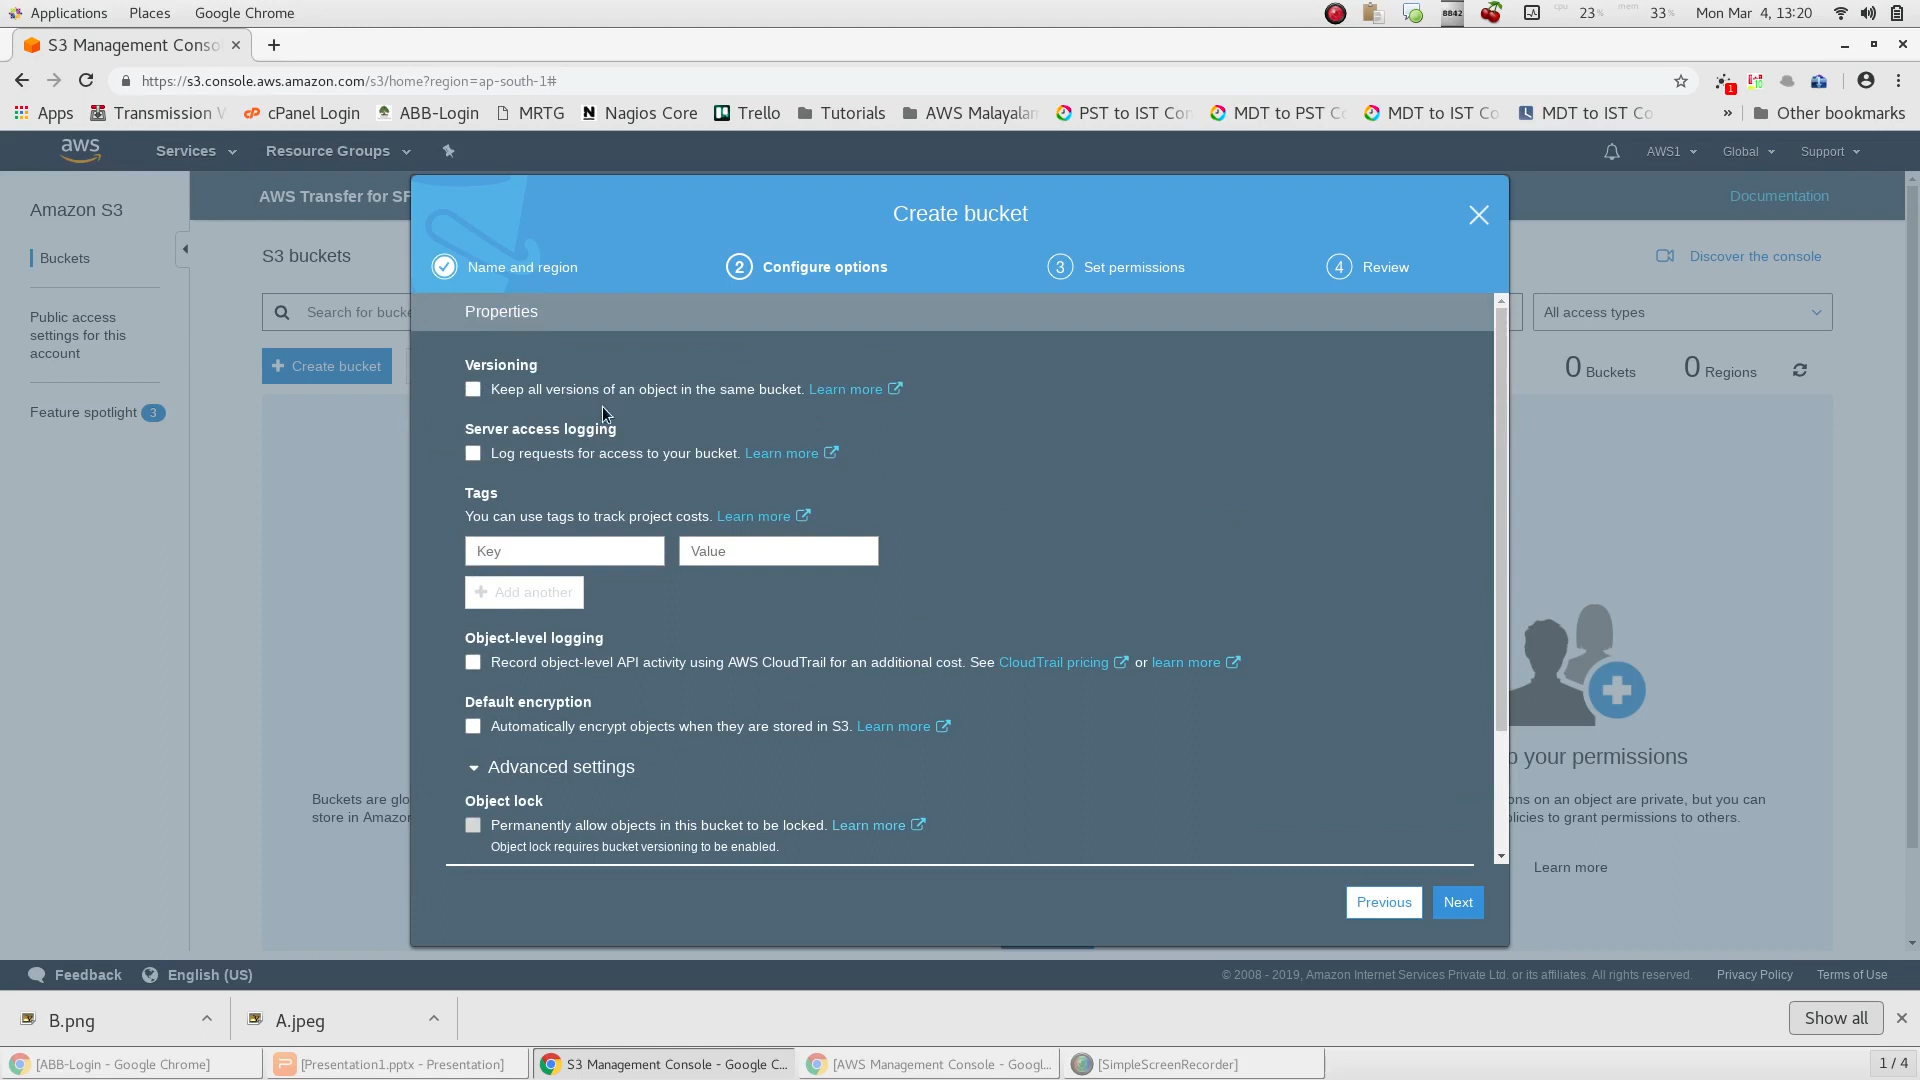 Applications Places Google Chrome 8842 cpu 23% mem 33% Mon Mar 4, 13:20
S3 Management Conso
https://s3.console.aws.amazon.com/s3/home?region=ap-south-1#
1
Apps Transmission cPanel Login ABB-Login MRTG Nagios Core Trello Tutorials AWS Malayalan PST to IST Con MDT to PST Co MDT to IST Co MDT to IST Co » Other bookmarks
aws Services Resource Groups AWS1 Global Support
Amazon S3
Buckets
Public access
settings for this
account
Feature spotlight 3
AWS Transfer for SF
Documentation
S3 buckets
Discover the console
Search for bucke
All access types
Create bucket
0 Buckets 0 Regions
Create bucket
Name and region 2 Configure options 3 Set permissions 4 Review
Properties
Versioning
Keep all versions of an object in the same bucket. Learn more
Server access logging
Log requests for access to your bucket. Learn more
Tags
You can use tags to track project costs. Learn more
Key Value
Add another
Object-level logging
Record object-level API activity using AWS CloudTrail for an additional cost. See CloudTrail pricing or learn more
Default encryption
Automatically encrypt objects when they are stored in S3. Learn more
Advanced settings
Object lock
Permanently allow objects in this bucket to be locked. Learn more
Object lock requires bucket versioning to be enabled.
Previous Next
Buckets are glo
store in Amazon
your permissions
ons on an object are private, but you can
licies to grant permissions to others.
Learn more
Feedback English (US) © 2008 - 2019, Amazon Internet Services Private Ltd. or its affiliates. All rights reserved. Privacy Policy Terms of Use
B.png A.jpeg Show all
[ABB-Login - Google Chrome] [Presentation1.pptx - Presentation] S3 Management Console - Google C... [AWS Management Console - Googl... [SimpleScreenRecorder] 1 / 4